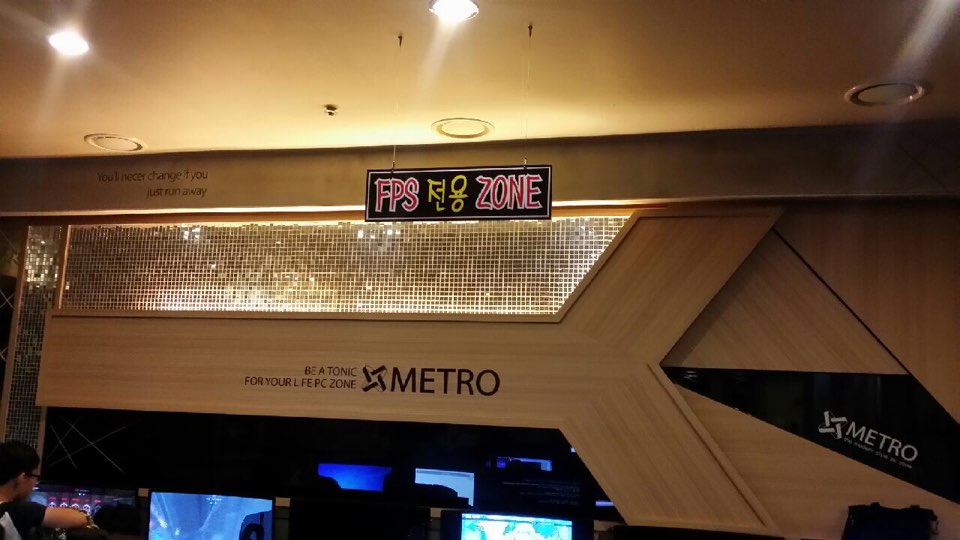 You'll never change if you
just run away
FPS 전용 ZONE
BE A TONIC
FOR YOUR LIFE PC ZONE
METRO
METRO